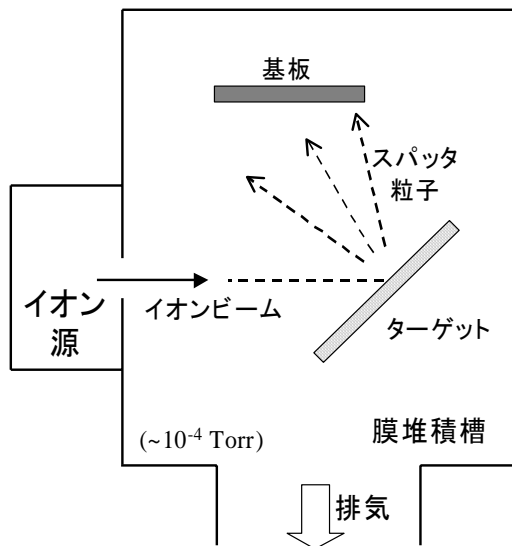 基板
スパッタ
粒子
イオンビーム
イオン
源
ターゲット
(~10⁻⁴ Torr)
膜堆積槽
排気